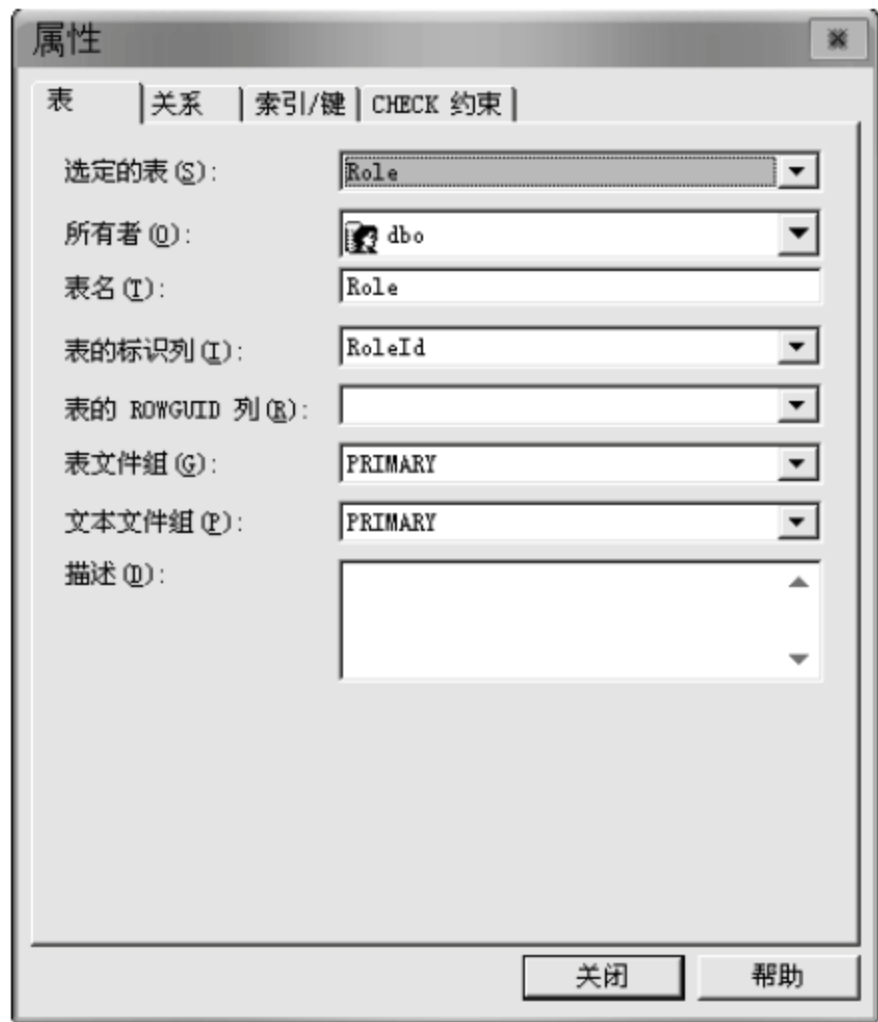 属性
表 关系 索引/键 CHECK 约束
选定的表(S): Role
所有者(O): dbo
表名(T): Role
表的标识列(I): RoleId
表的 ROWGUID 列(R):
表文件组(G): PRIMARY
文本文件组(P): PRIMARY
描述(D):
关闭 帮助